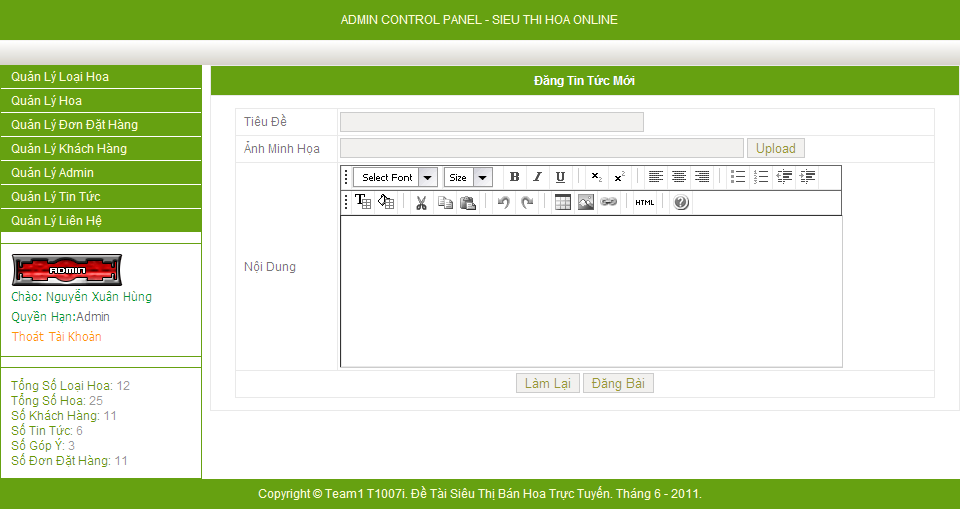 ADMIN CONTROL PANEL - SIEU THI HOA ONLINE
Quản Lý Loại Hoa
Quản Lý Hoa
Quản Lý Đơn Đặt Hàng
Quản Lý Khách Hàng
Quản Lý Admin
Quản Lý Tin Tức
Quản Lý Liên Hệ
ADMIN
Chào: Nguyễn Xuân Hùng
Quyền Hạn:Admin
Thoát Tài Khoản
Tổng Số Loại Hoa: 12
Tổng Số Hoa: 25
Số Khách Hàng: 11
Số Tin Tức: 6
Số Góp Ý: 3
Số Đơn Đặt Hàng: 11
Đăng Tin Tức Mới
Tiêu Đề
Ảnh Minh Họa Upload
Select Font Size B I U x₂ x²
T HTML ?
Nội Dung
Làm Lại Đăng Bài
Copyright © Team1 T1007i. Đề Tài Siêu Thị Bán Hoa Trực Tuyến. Tháng 6 - 2011.